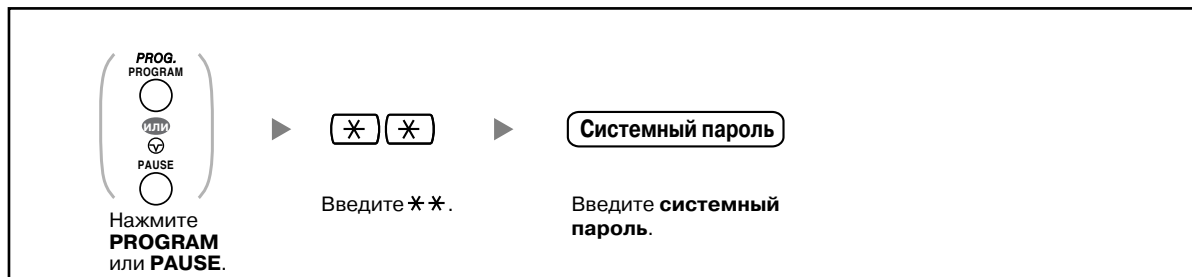 PROG.
PROGRAM
или
PAUSE
Нажмите
PROGRAM
или PAUSE.
Введите ✳✳.
Системный пароль
Введите системный
пароль.